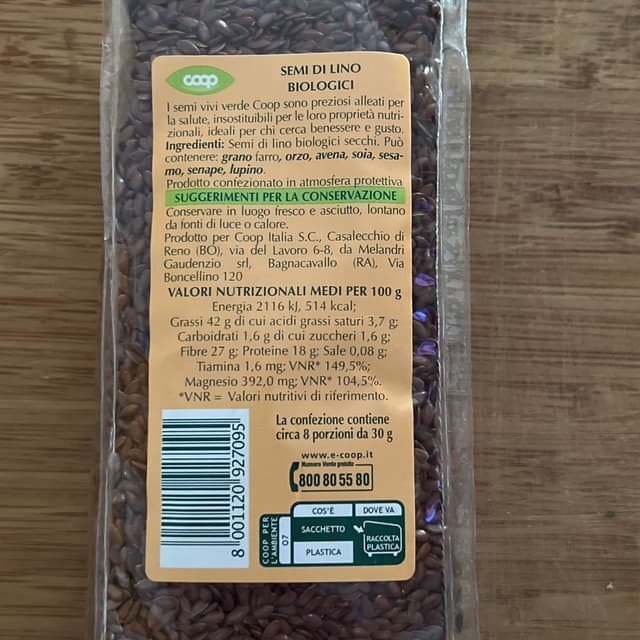 coop
SEMI DI LINO
BIOLOGICI
I semi vivi verde Coop sono preziosi alleati per
la salute, insostituibili per le loro proprietà nutri-
zionali, ideali per chi cerca benessere e gusto.
Ingredienti: Semi di lino biologici secchi. Può
contenere: grano farro, orzo, avena, soia, sesa-
mo, senape, lupino.
Prodotto confezionato in atmosfera protettiva
SUGGERIMENTI PER LA CONSERVAZIONE
Conservare in luogo fresco e asciutto, lontano
da fonti di luce o calore.
Prodotto per Coop Italia S.C., Casalecchio di
Reno (BO), via del Lavoro 6-8, da Melandri
Gaudenzio srl, Bagnacavallo (RA), Via
Boncellino 120
VALORI NUTRIZIONALI MEDI PER 100 g
Energia 2116 kJ, 514 kcal;
Grassi 42 g di cui acidi grassi saturi 3,7 g;
Carboidrati 1,6 g di cui zuccheri 1,6 g;
Fibre 27 g; Proteine 18 g; Sale 0,08 g;
Tiamina 1,6 mg; VNR* 149,5%;
Magnesio 392,0 mg; VNR* 104,5%.
*VNR = Valori nutritivi di riferimento.
La confezione contiene
circa 8 porzioni da 30 g
www.e-coop.it
Numero Verde gratuito
800 80 55 80
8 001120 927095
COOP PER
L'AMBIENTE
07
COS'È
DOVE VA
SACCHETTO
PLASTICA
RACCOLTA
PLASTICA